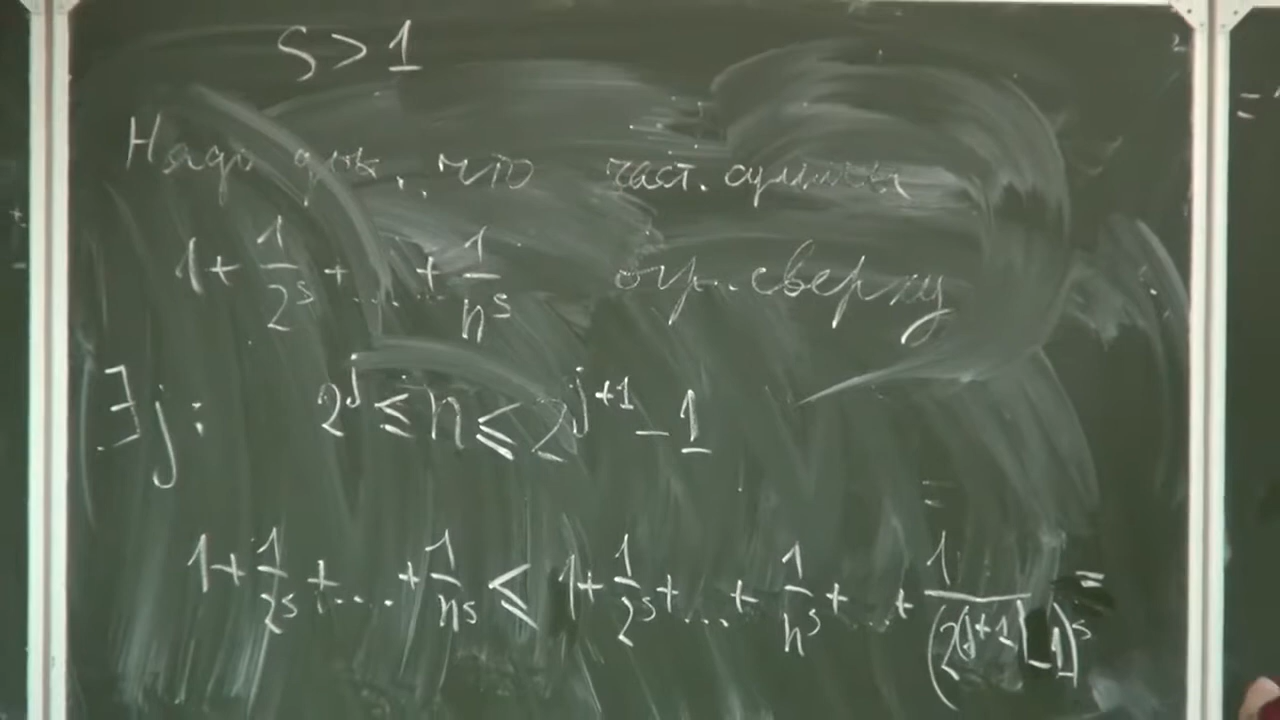 S > 1
Надо док., что част. суммы
1 + 1/2^s + ... + 1/n^s огр. сверху
∃ j: 2^j ≤ n ≤ 2^{j+1} - 1
1 + 1/2^s + ... + 1/n^s ≤ 1 + 1/2^s + ... + 1/n^s + + 1/(2^{(j+1)} - 1)^s =